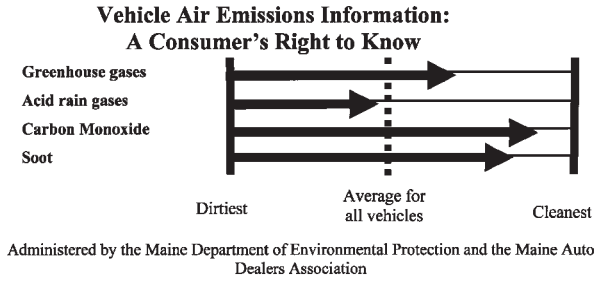 Vehicle Air Emissions Information:
A Consumer's Right to Know
Greenhouse gases
Acid rain gases
Carbon Monoxide
Soot
Dirtiest
Average for
all vehicles
Cleanest
Administered by the Maine Department of Environmental Protection and the Maine Auto
Dealers Association